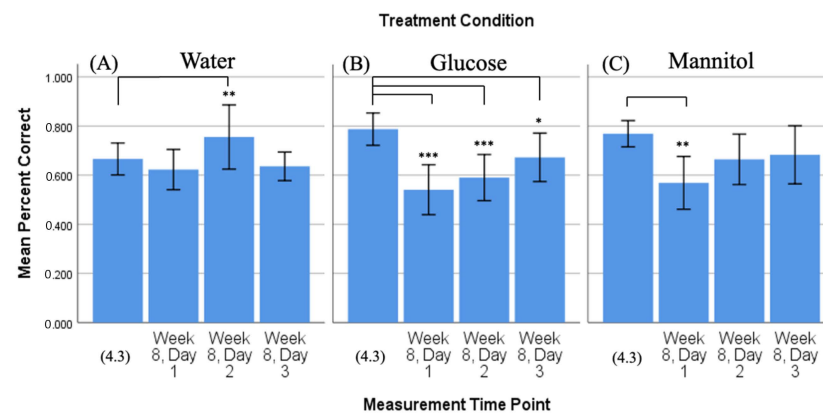 Treatment Condition
(A) Water
(B) Glucose
(C) Mannitol
Mean Percent Correct
1.000
0.800
0.600
0.400
0.200
0.000
**
***
***
*
**
(4.3)
Week
8, Day
1
Week
8, Day
2
Week
8, Day
3
(4.3)
Week
8, Day
1
Week
8, Day
2
Week
8, Day
3
(4.3)
Week
8, Day
1
Week
8, Day
2
Week
8, Day
3
Measurement Time Point